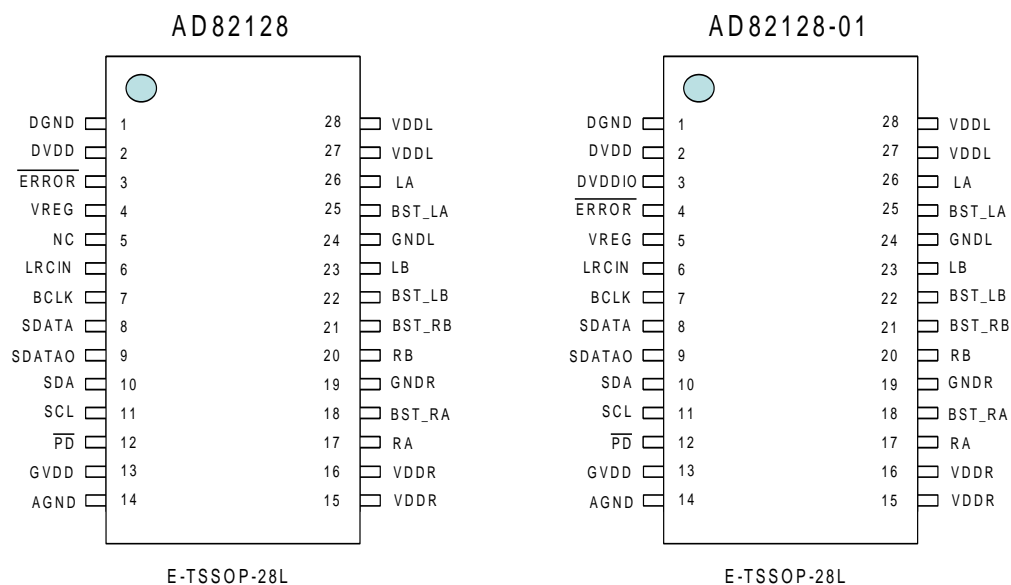 AD82128
DGND 1 28 VDDL
DVDD 2 27 VDDL
ERROR 3 26 LA
VREG 4 25 BST_LA
NC 5 24 GNDL
LRCIN 6 23 LB
BCLK 7 22 BST_LB
SDATA 8 21 BST_RB
SDATAO 9 20 RB
SDA 10 19 GNDR
SCL 11 18 BST_RA
PD 12 17 RA
GVDD 13 16 VDDR
AGND 14 15 VDDR
E-TSSOP-28L
AD82128-01
DGND 1 28 VDDL
DVDD 2 27 VDDL
DVDDIO 3 26 LA
ERROR 4 25 BST_LA
VREG 5 24 GNDL
LRCIN 6 23 LB
BCLK 7 22 BST_LB
SDATA 8 21 BST_RB
SDATAO 9 20 RB
SDA 10 19 GNDR
SCL 11 18 BST_RA
PD 12 17 RA
GVDD 13 16 VDDR
AGND 14 15 VDDR
E-TSSOP-28L